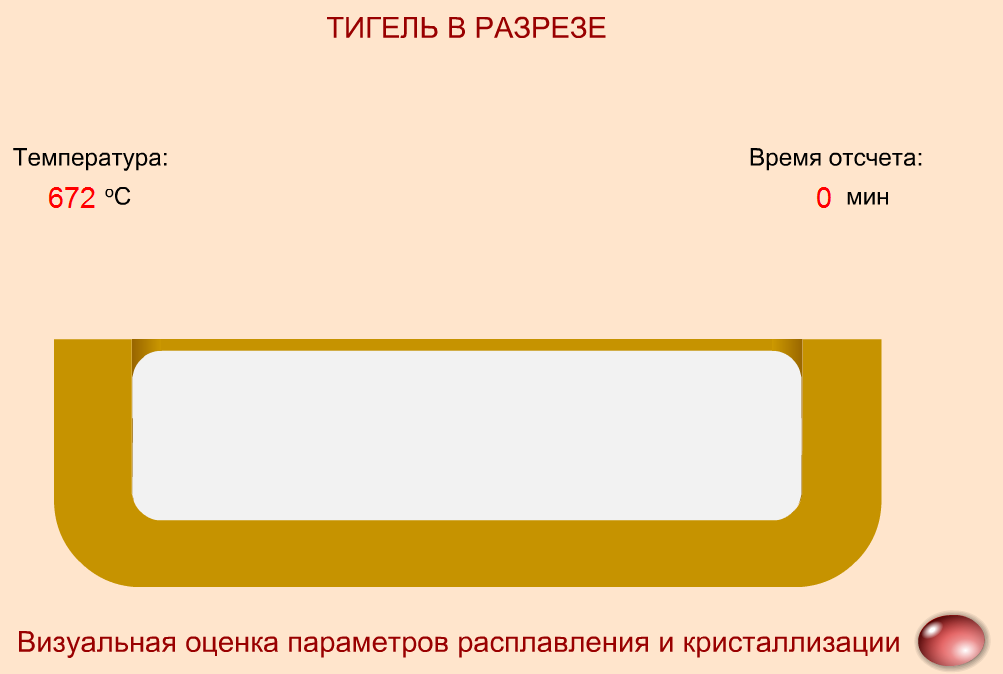 ТИГЕЛЬ В РАЗРЕЗЕ
Температура:
672 °С
Время отсчета:
0 мин
Визуальная оценка параметров расплавления и кристаллизации